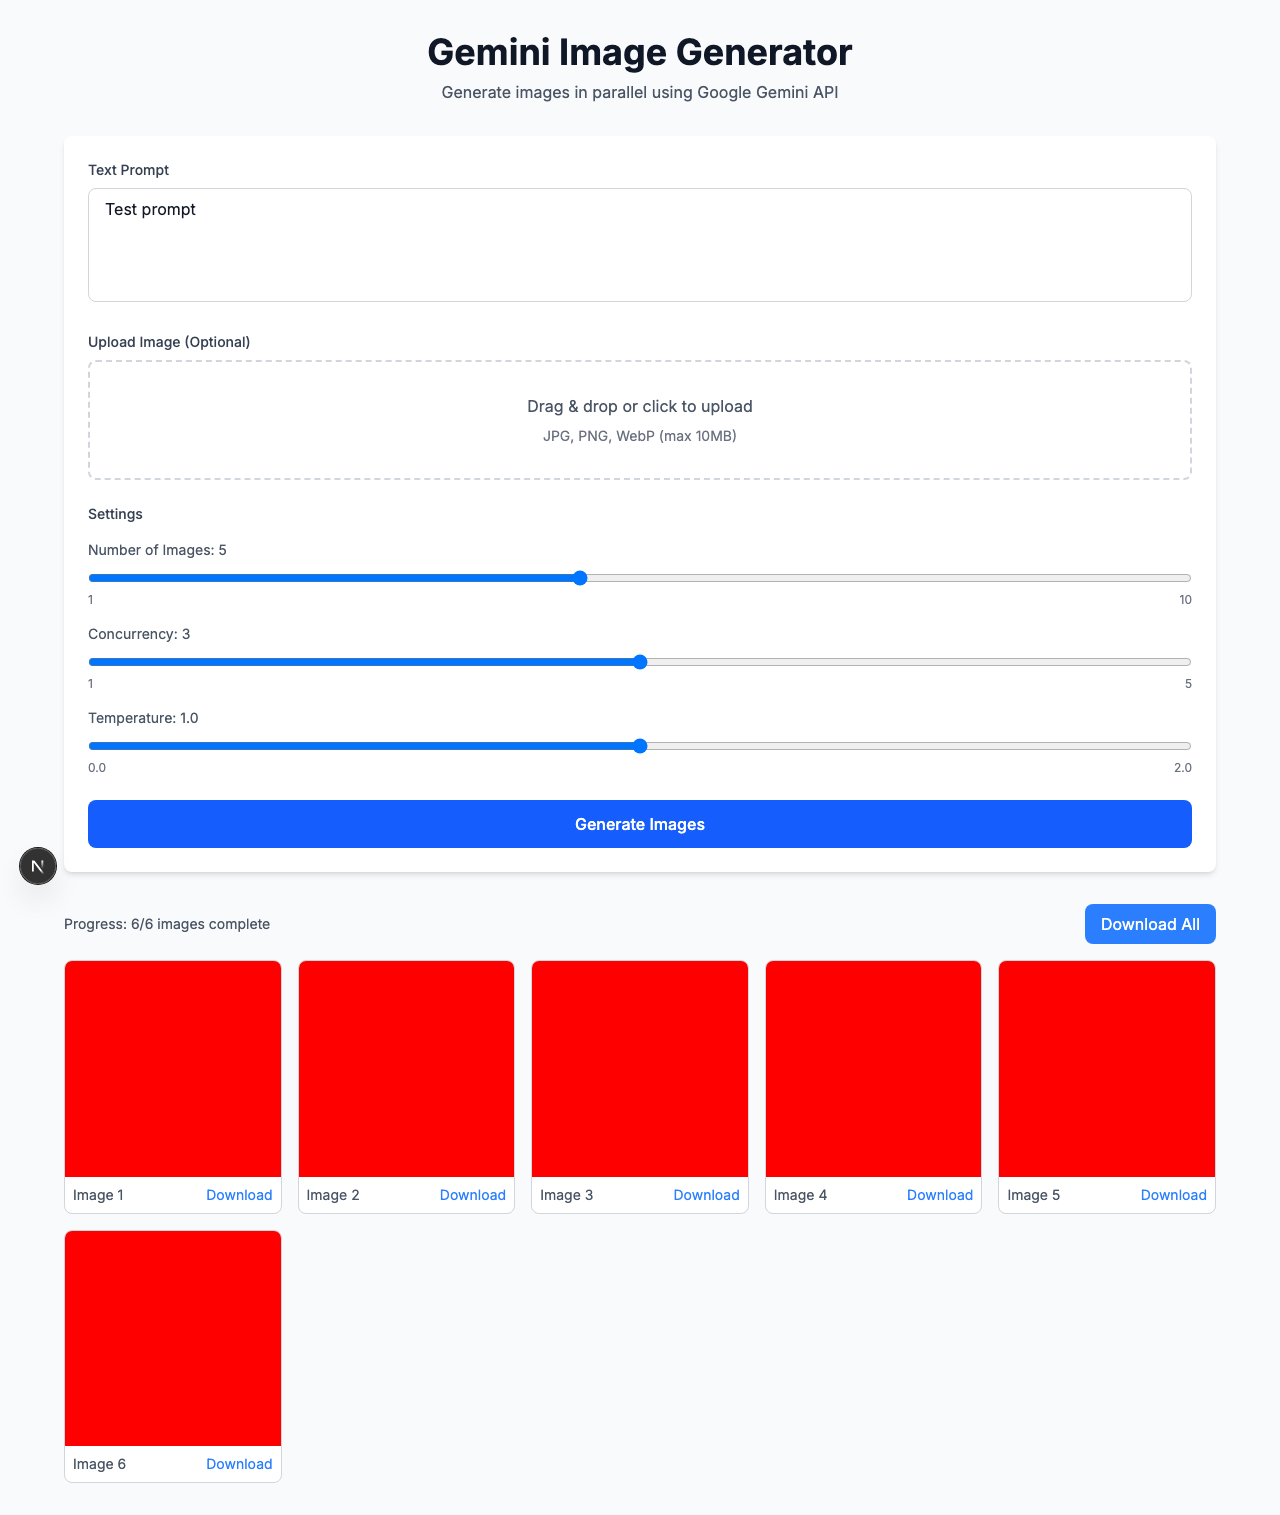 Gemini Image Generator
Generate images in parallel using Google Gemini API
Text Prompt
Test prompt
Upload Image (Optional)
Drag & drop or click to upload
JPG, PNG, WebP (max 10MB)
Settings
Number of Images: 5
1 10
Concurrency: 3
1 5
Temperature: 1.0
0.0 2.0
Generate Images
N
Progress: 6/6 images complete Download All
Image 1 Download Image 2 Download Image 3 Download Image 4 Download Image 5 Download
Image 6 Download